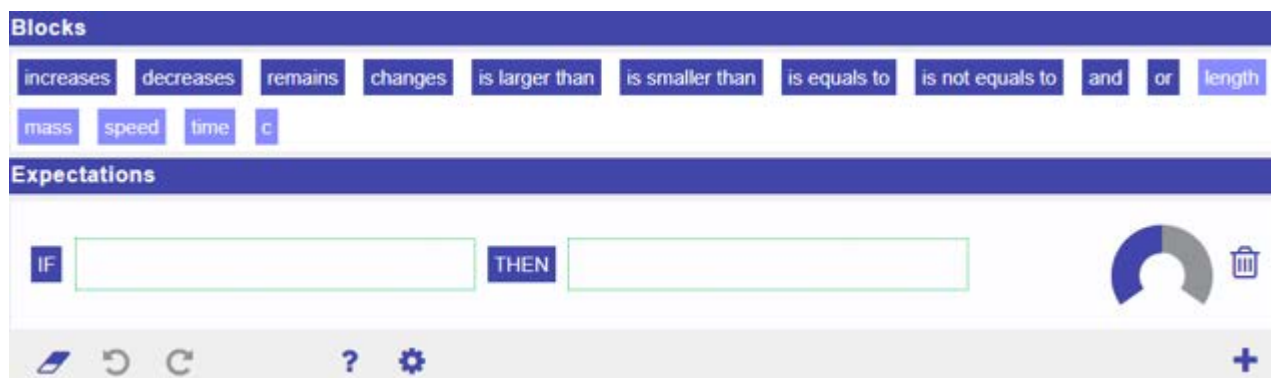 Blocks
increases decreases remains changes is larger than is smaller than is equals to is not equals to and or length
mass speed time c
Expectations
IF THEN
?